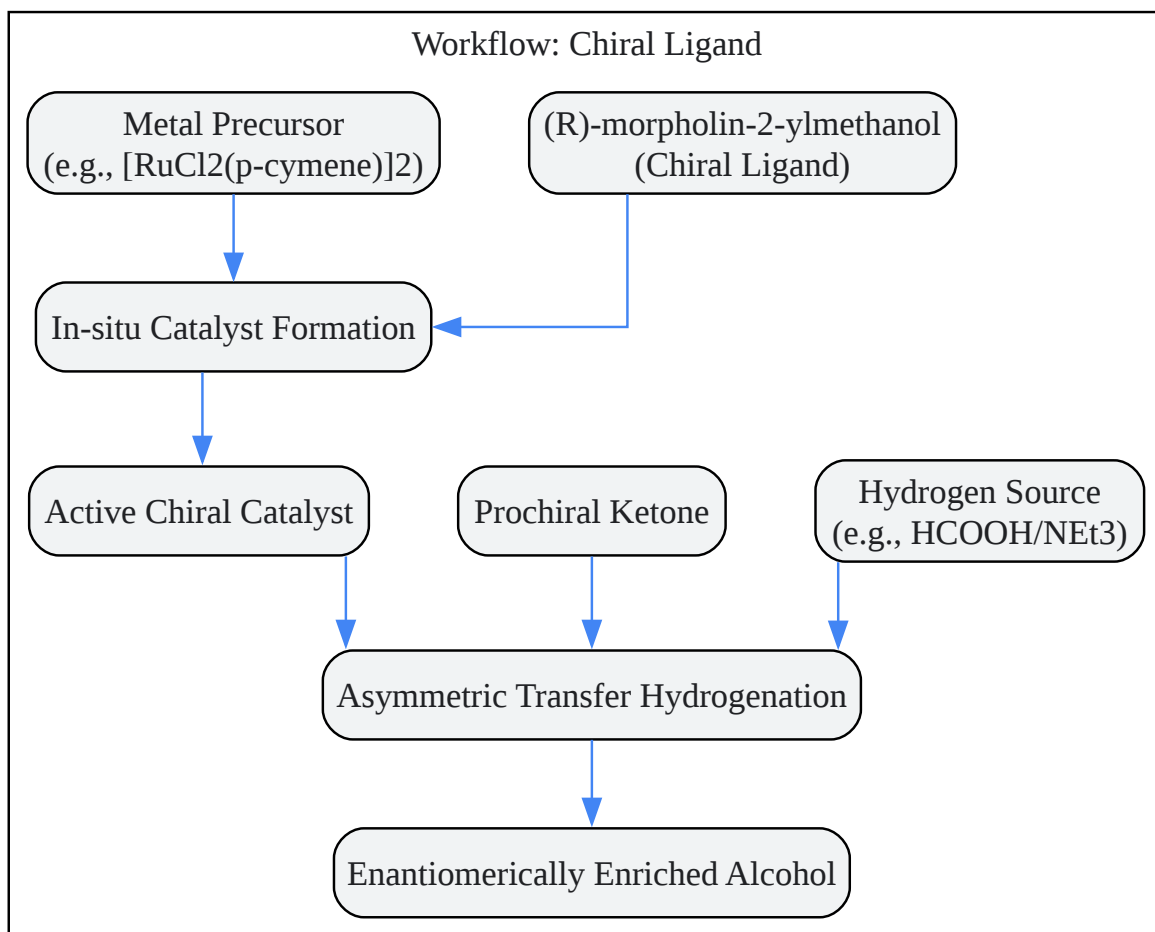 Workflow: Chiral Ligand
Metal Precursor
(e.g., [RuCl2(p-cymene)]2)
(R)-morpholin-2-ylmethanol
(Chiral Ligand)
In-situ Catalyst Formation
Active Chiral Catalyst
Prochiral Ketone
Hydrogen Source
(e.g., HCOOH/NEt3)
Asymmetric Transfer Hydrogenation
Enantiomerically Enriched Alcohol